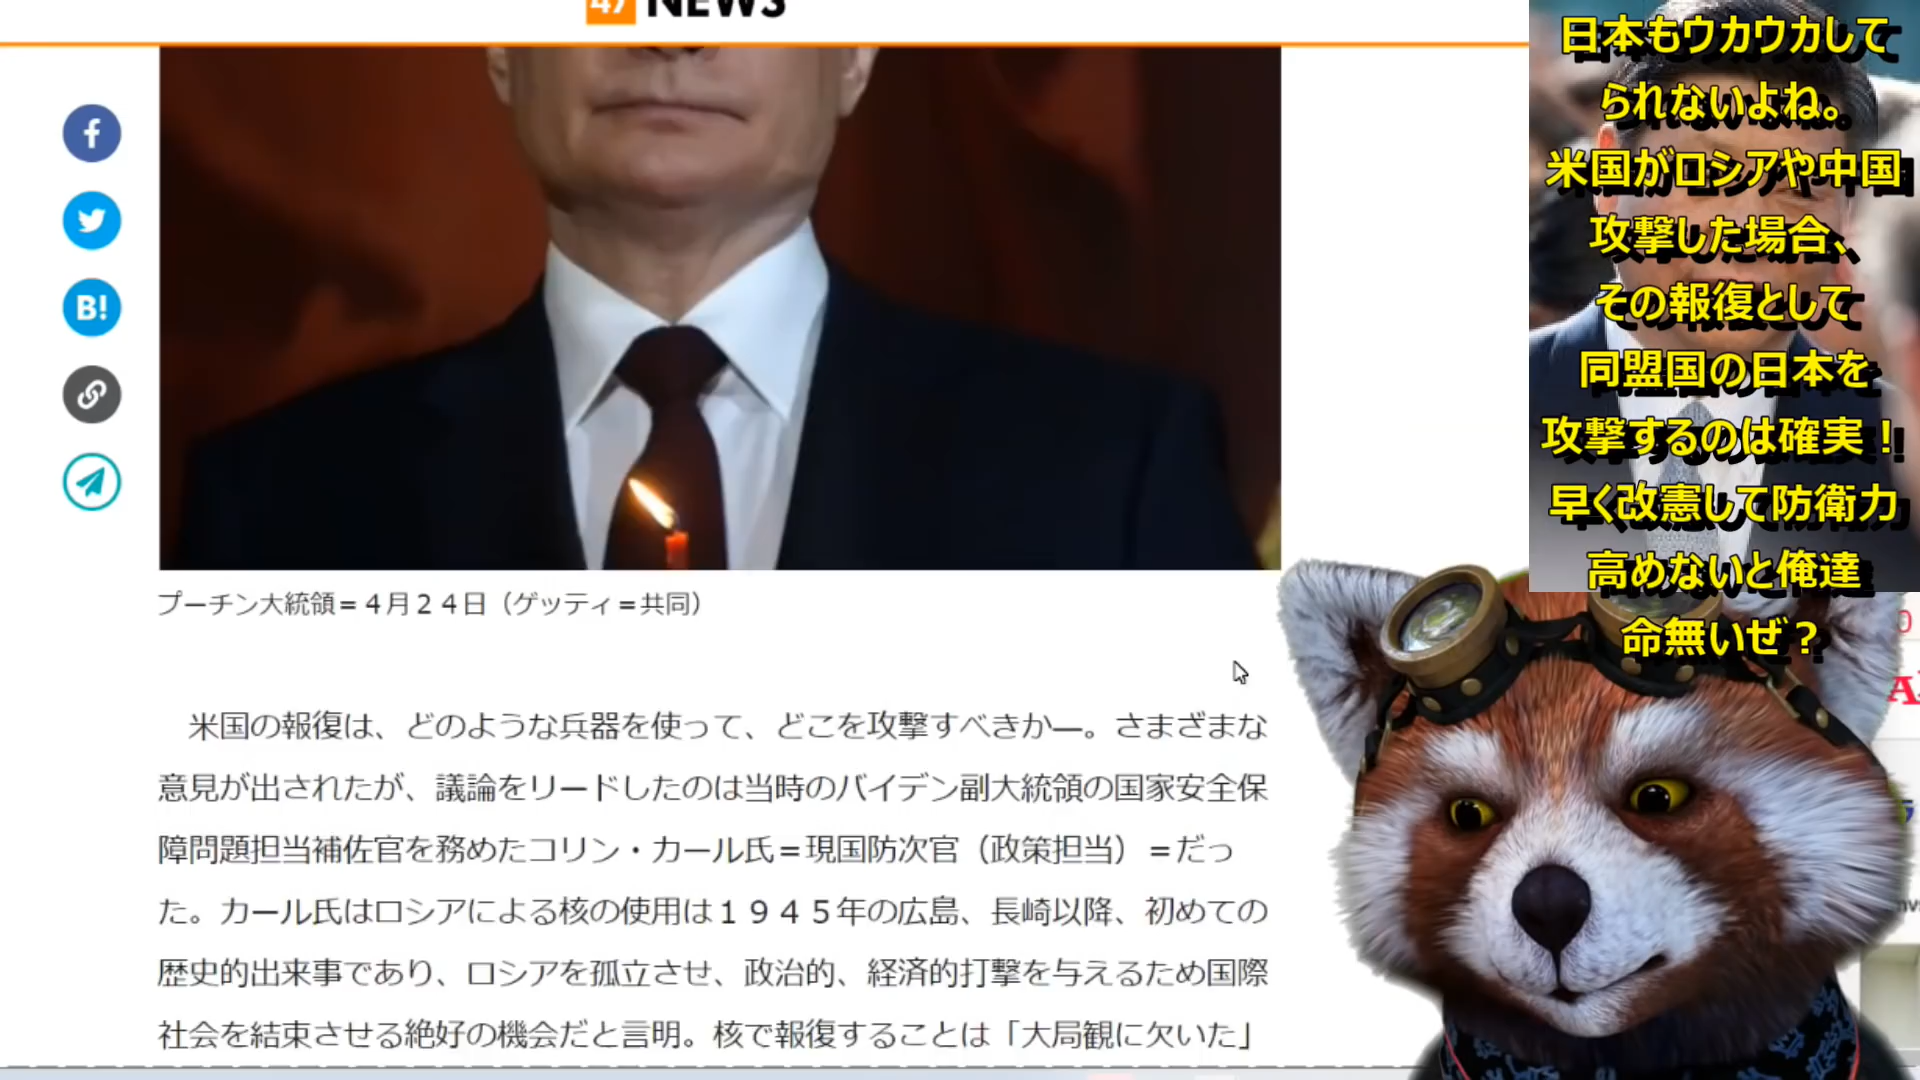 47 NEWS
日本もウカウカして
られないよね。
米国がロシアや中国
攻撃した場合、
その報復として
同盟国の日本を
攻撃するのは確実！
早く改憲して防衛力
高めないと俺達
命無いぜ？
B!
プーチン大統領＝４月２４日（ゲッティ＝共同）
米国の報復は、どのような兵器を使って、どこを攻撃すべきか―。さまざまな
意見が出されたが、議論をリードしたのは当時のバイデン副大統領の国家安全保
障問題担当補佐官を務めたコリン・カール氏＝現国防次官（政策担当）＝だっ
た。カール氏はロシアによる核の使用は１９４５年の広島、長崎以降、初めての
歴史的出来事であり、ロシアを孤立させ、政治的、経済的打撃を与えるため国際
社会を結束させる絶好の機会だと言明。核で報復することは「大局観に欠いた」